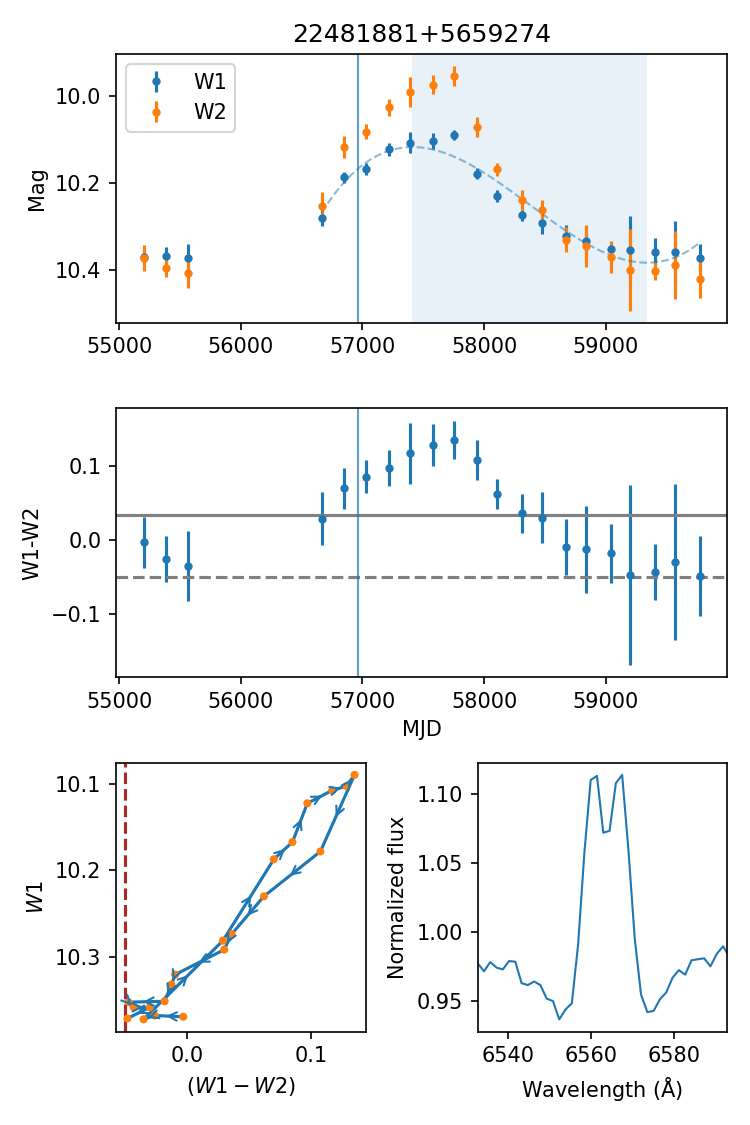 22481881+5659274
W1
W2
Mag
10.0
10.2
10.4
55000 56000 57000 58000 59000
W1-W2
0.1
0.0
−0.1
55000 56000 57000 58000 59000
MJD
W1
10.1
10.2
10.3
0.0 0.1
(W1 − W2)
Normalized flux
1.10
1.05
1.00
0.95
6540 6560 6580
Wavelength (Å)